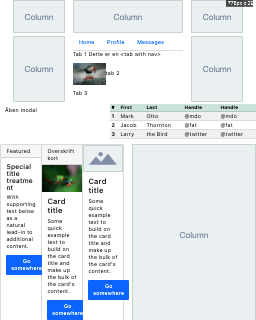 Column
Column
Column
Home Profile Messages
Column
Column
Tab 1 Dette er en <tab with nav>
tab 2
Tab 3
Åben modal
# First Last Handle Handle
1 Mark Otto @mdo @mdo
2 Jacob Thornton @fat @fat
3 Larry the Bird @twitter @twitter
Featured
Special
title
treatme
nt
With
supporting
text below
as a
natural
lead-in to
additional
content.
Go
somewhere
Overskrift
kort
Card
title
Some
quick
example
text to
build on
the card
title and
make up
the bulk of
the card's
content.
Go
somewhere
Card
title
Some
quick
example
text to
build on
the card
title and
make up
the bulk of
the card's
content.
Go
somewhere
Column